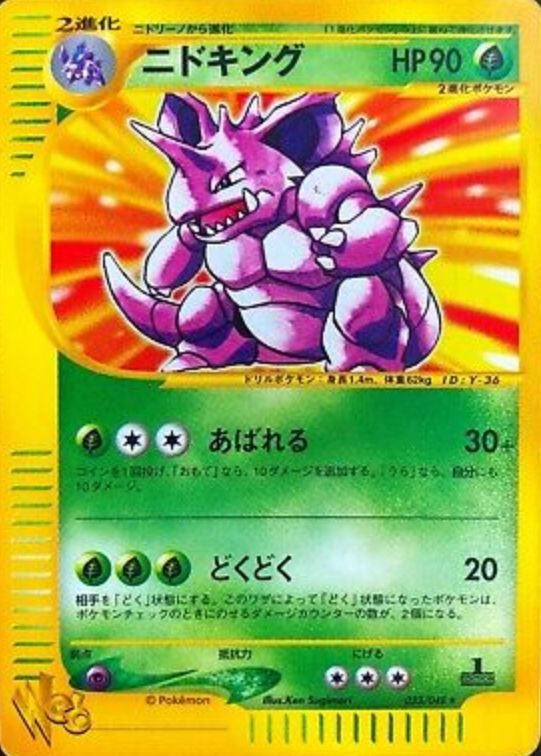 2進化
ニドリーノから進化
ニドキング
HP90
2進化ポケモン
ドリルポケモン：身長1.4m、体重62kg ID:Y-36
あばれる
30+
コインを1回投げ、「おもて」なら、10ダメージを追加する。「うら」なら、自分にも
10ダメージ。
どくどく
20
相手を「どく」状態にする。このワザによって「どく」状態になったポケモンは、
ポケモンチェックのときにのせるダメージカウンターの数が、2個になる。
弱点
抵抗力
にげる
1
EDITION
Web
©Pokémon
Illus.Ken Sugimori
/048